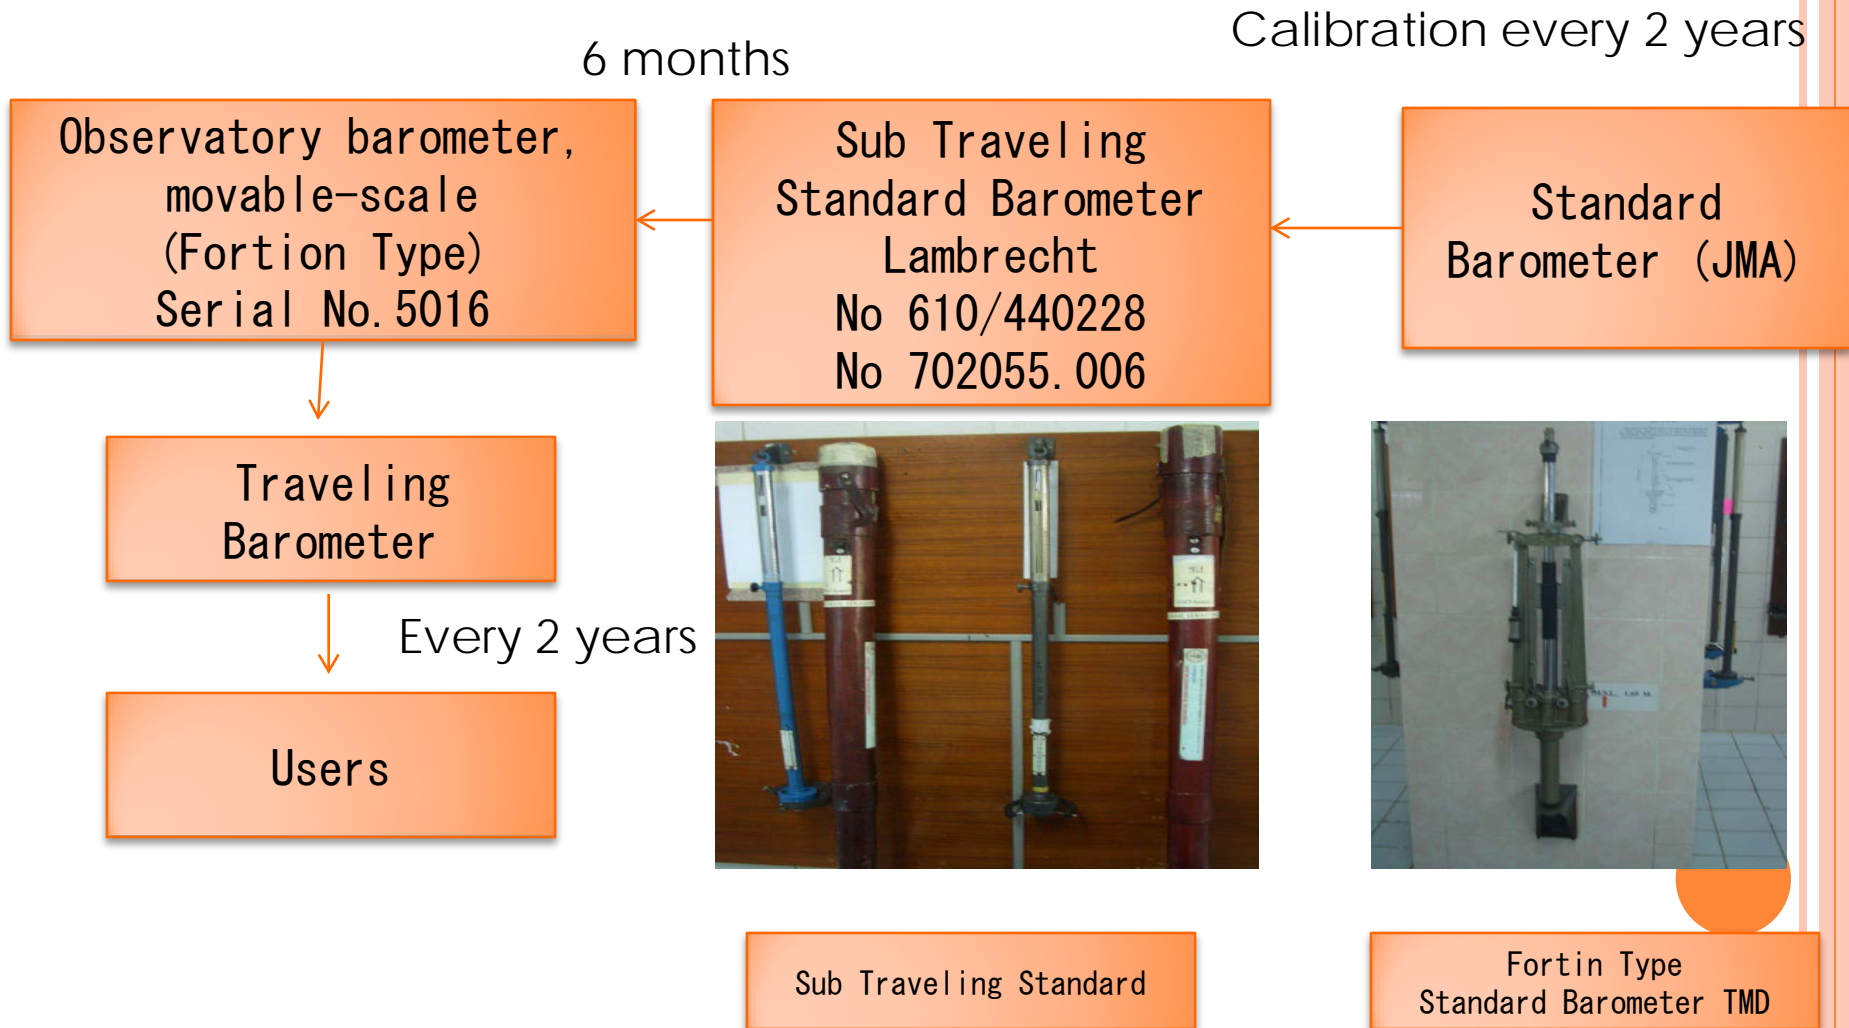 Calibration every 2 years
6 months
Observatory barometer,
movable-scale
(Fortion Type)
Serial No.5016
Sub Traveling
Standard Barometer
Lambrecht
No 610/440228
No 702055.006
Standard
Barometer (JMA)
Traveling
Barometer
Every 2 years
Users
Sub Traveling Standard
Fortin Type
Standard Barometer TMD